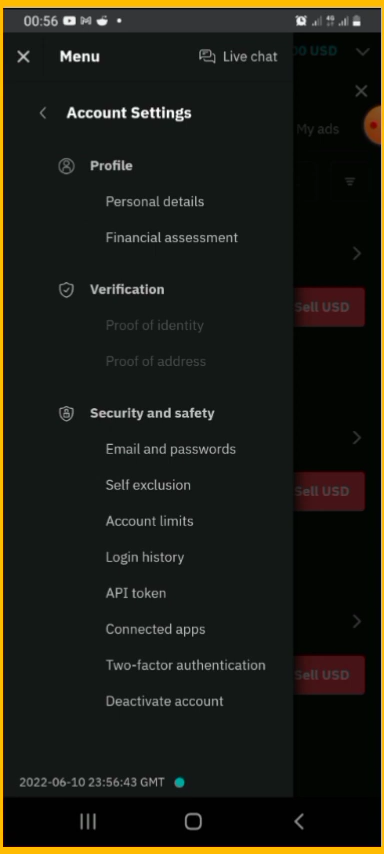 00:56
Menu
Live chat
00 USD
Account Settings
My ads
Profile
Personal details
Financial assessment
Sell USD
Verification
Proof of identity
Proof of address
Security and safety
Email and passwords
Self exclusion
Sell USD
Account limits
Login history
API token
Connected apps
Two-factor authentication
Sell USD
Deactivate account
2022-06-10 23:56:43 GMT